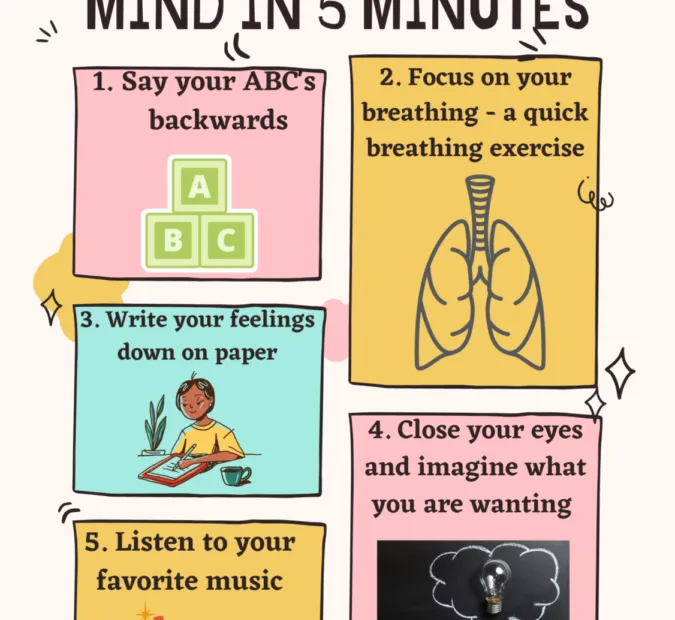 MIND IN 5 MINUTES
1. Say your ABC's
backwards
A
B C
2. Focus on your
breathing - a quick
breathing exercise
3. Write your feelings
down on paper
4. Close your eyes
and imagine what
you are wanting
5. Listen to your
favorite music